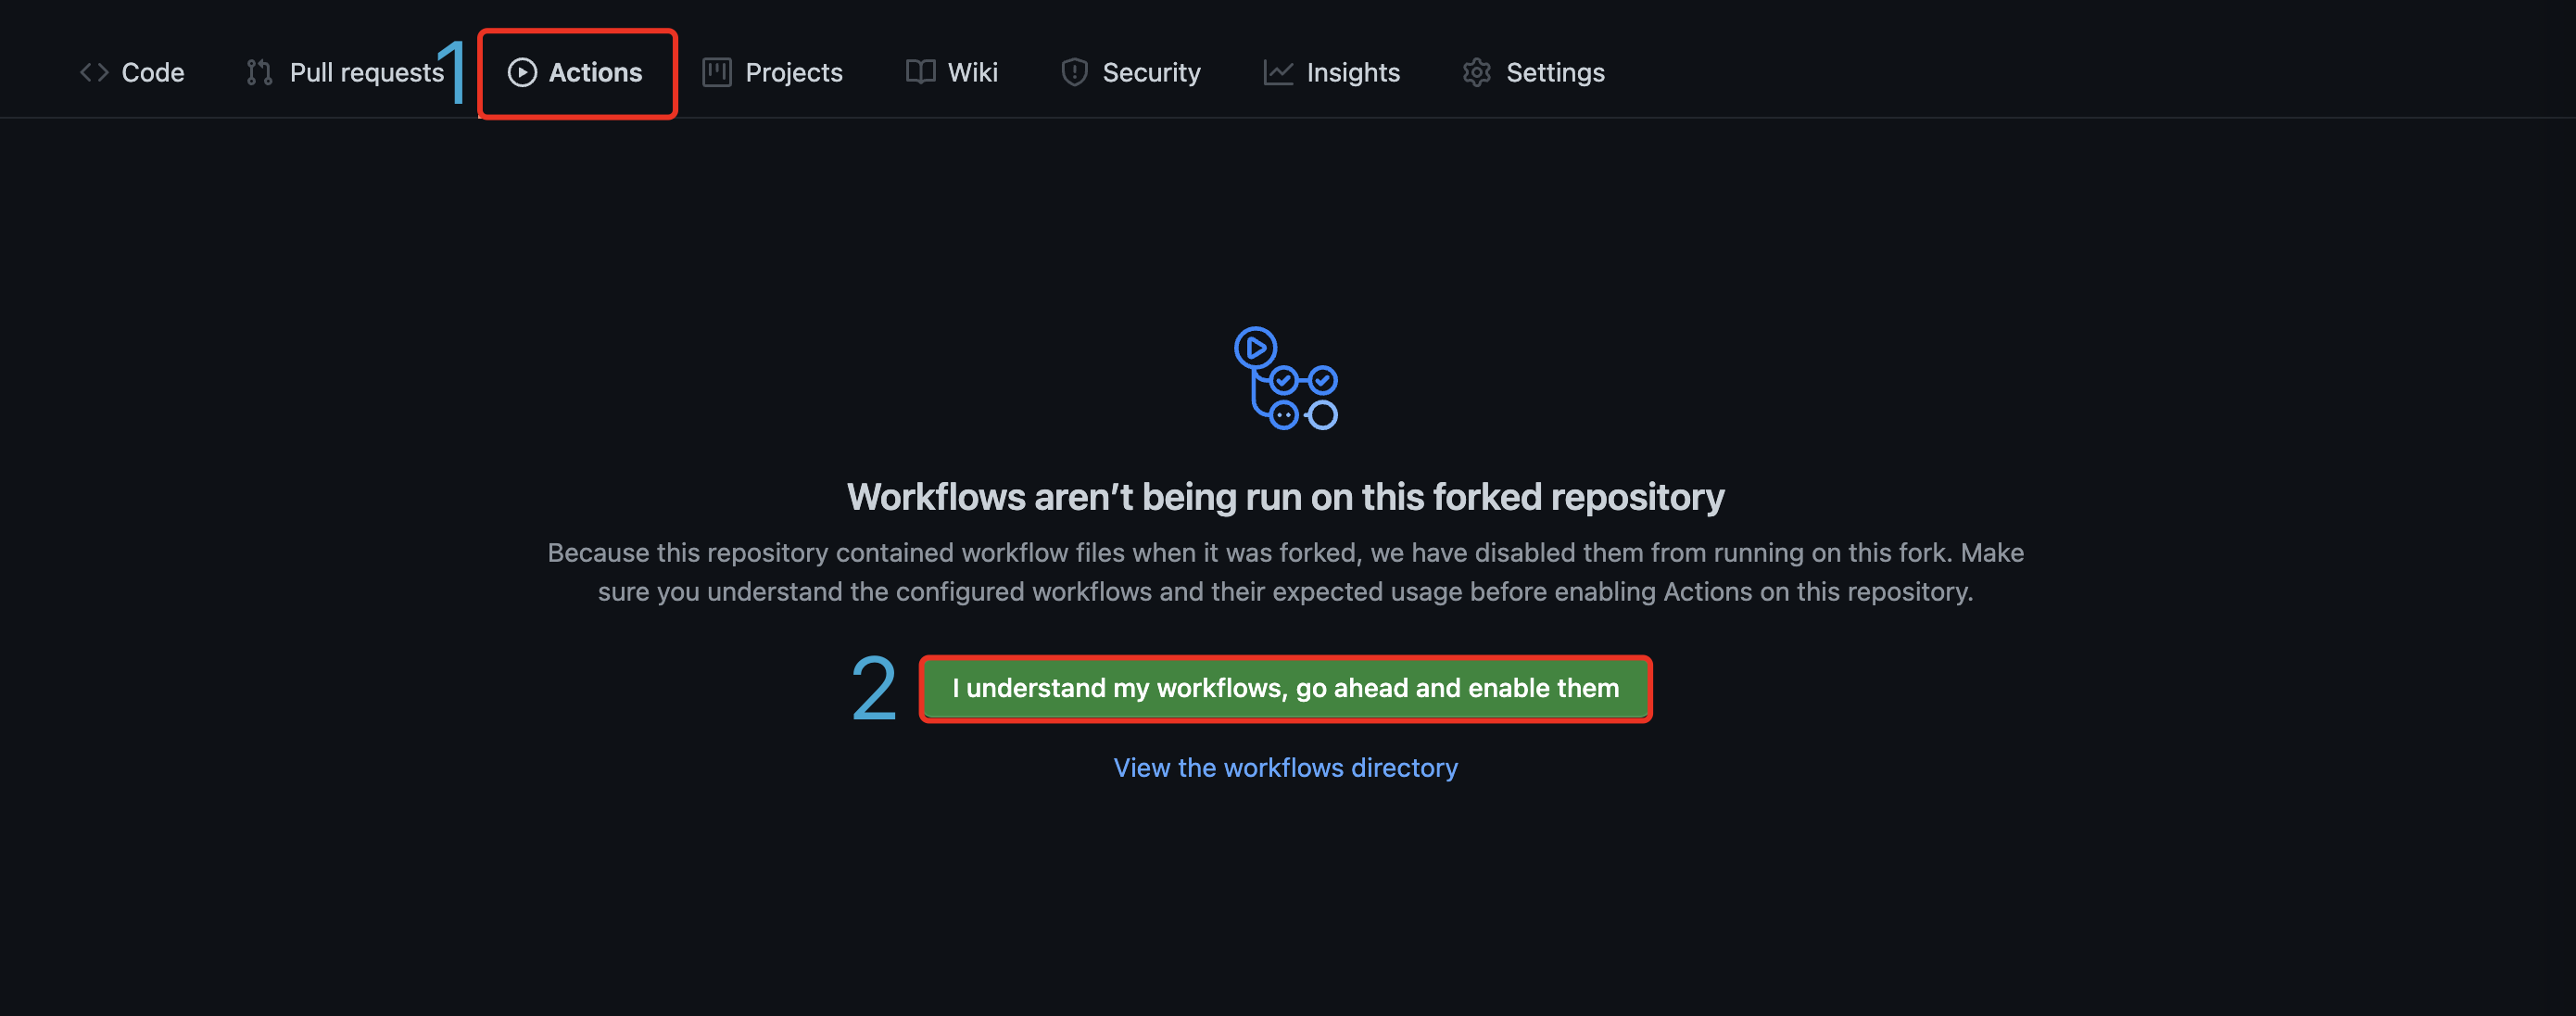 Code Pull requests 1 Actions Projects Wiki Security Insights Settings
Workflows aren’t being run on this forked repository
Because this repository contained workflow files when it was forked, we have disabled them from running on this fork. Make
sure you understand the configured workflows and their expected usage before enabling Actions on this repository.
2 I understand my workflows, go ahead and enable them
View the workflows directory